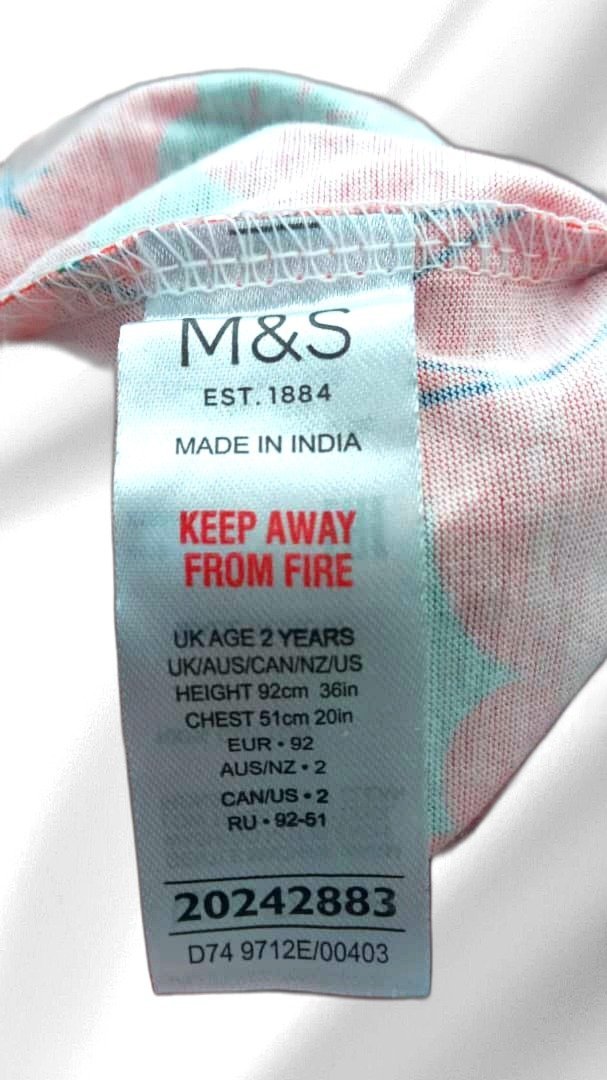 M&S
EST. 1884
MADE IN INDIA
KEEP AWAY
FROM FIRE
UK AGE 2 YEARS
UK/AUS/CAN/NZ/US
HEIGHT 92cm 36in
CHEST 51cm 20in
EUR • 92
AUS/NZ • 2
CAN/US • 2
RU • 92-51
20242883
D74 9712E/00403